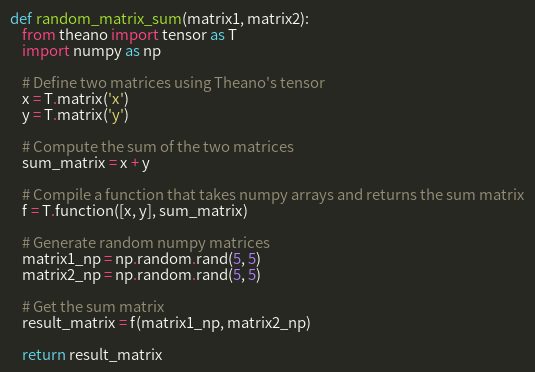 def random_matrix_sum(matrix1, matrix2):
from theano import tensor as T
import numpy as np
# Define two matrices using Theano's tensor
x = T.matrix('x')
y = T.matrix('y')
# Compute the sum of the two matrices
sum_matrix = x + y
# Compile a function that takes numpy arrays and returns the sum matrix
f = T.function([x, y], sum_matrix)
# Generate random numpy matrices
matrix1_np = np.random.rand(5, 5)
matrix2_np = np.random.rand(5, 5)
# Get the sum matrix
result_matrix = f(matrix1_np, matrix2_np)
return result_matrix